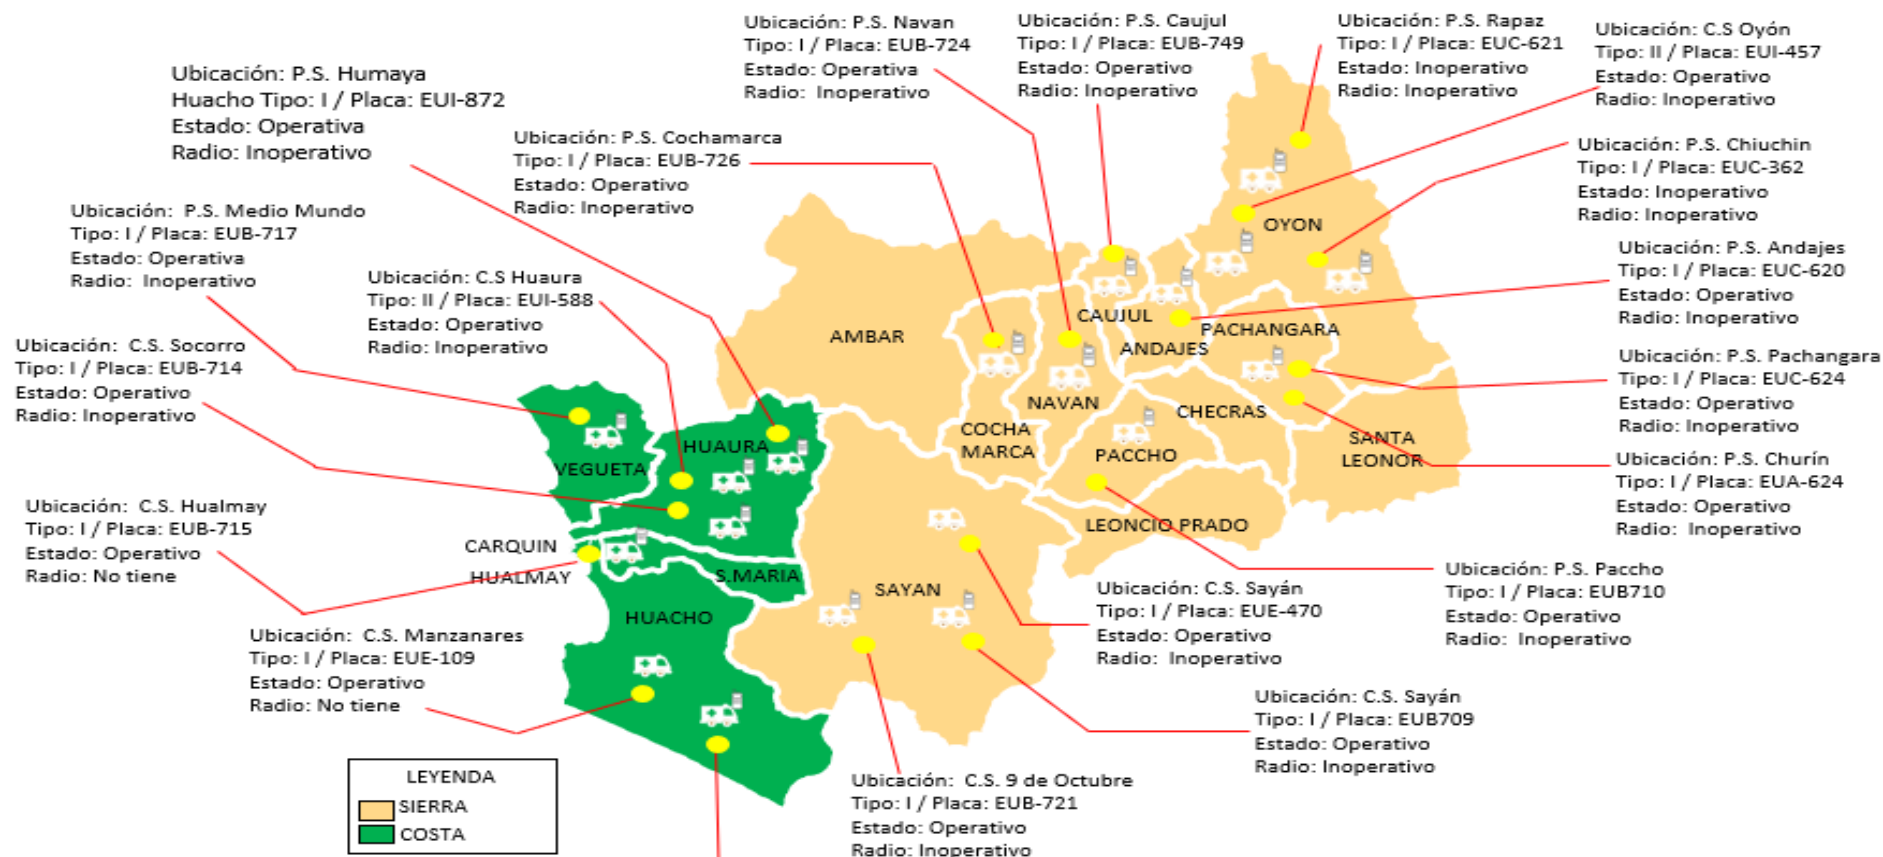 Ubicación: P.S. Humaya
Huacho Tipo: I / Placa: EUI-872
Estado: Operativa
Radio: Inoperativo
Ubicación: P.S. Navan
Tipo: I / Placa: EUB-724
Estado: Operativa
Radio:  Inoperativo
Ubicación: P.S. Caujul
Tipo: I / Placa: EUB-749
Estado: Operativo
Radio: Inoperativo
Ubicación: P.S. Rapaz
Tipo: I / Placa: EUC-621
Estado: Inoperativo
Radio: Inoperativo
Ubicación: C.S Oyón
Tipo: II / Placa: EUI-457
Estado: Operativo
Radio: Inoperativo
Ubicación: P.S. Cochamarca
Tipo: I / Placa: EUB-726
Estado: Operativo
Radio: Inoperativo
Ubicación: P.S. Chiuchin
Tipo: I / Placa: EUC-362
Estado: Inoperativo
Radio: Inoperativo
Ubicación:  P.S. Medio Mundo
Tipo: I / Placa: EUB-717
Estado: Operativa
Radio:  Inoperativo
Ubicación: C.S Huaura
Tipo: II / Placa: EUI-588
Estado: Operativo
Radio: Inoperativo
Ubicación: P.S. Andajes
Tipo: I / Placa: EUC-620
Estado: Operativo
Radio: Inoperativo
Ubicación:  C.S. Socorro
Tipo: I / Placa: EUB-714
Estado: Operativo
Radio: Inoperativo
Ubicación: P.S. Pachangara
Tipo: I / Placa: EUC-624
Estado: Operativo
Radio: Inoperativo
Ubicación: P.S. Churín
Tipo: I / Placa: EUA-624
Estado: Operativo
Radio:  Inoperativo
Ubicación: C.S. Hualmay
Tipo: I / Placa: EUB-715
Estado: Operativo
Radio: No tiene
Ubicación:  P.S. Paccho
Tipo: I / Placa: EUB710
Estado: Operativo
Radio:  Inoperativo
Ubicación: C.S. Sayán
Tipo: I / Placa: EUE-470
Estado: Operativo
Radio:  Inoperativo
Ubicación:  C.S. Manzanares
Tipo: I / Placa: EUE-109
Estado: Operativo
Radio: No tiene
Ubicación: C.S. Sayán
Tipo: I / Placa: EUB709
Estado: Operativo
Radio: Inoperativo
Ubicación:  C.S. 9 de Octubre
Tipo: I / Placa: EUB-721
Estado: Operativo
Radio: Inoperativo
OYON
AMBAR
CAUJUL
ANDAJES
PACHANGARA
NAVAN
CHECRAS
COCHA
MARCA
PACCHO
SANTA
LEONOR
LEONCIO PRADO
HUAURA
VEGUETA
CARQUIN
HUALMAY
S.MARIA
SAYAN
HUACHO
LEYENDA
SIERRA
COSTA